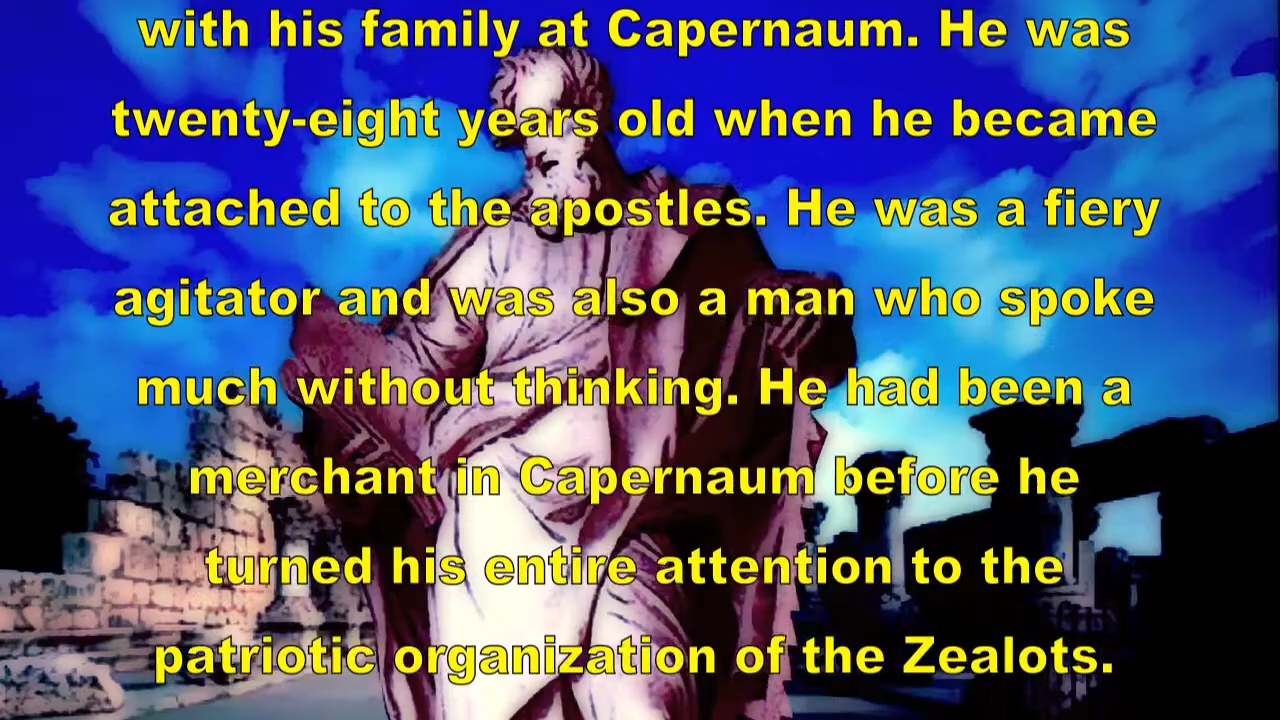 with his family at Capernaum. He was
twenty-eight years old when he became
attached to the apostles. He was a fiery
agitator and was also a man who spoke
much without thinking. He had been a
merchant in Capernaum before he
turned his entire attention to the
patriotic organization of the Zealots.